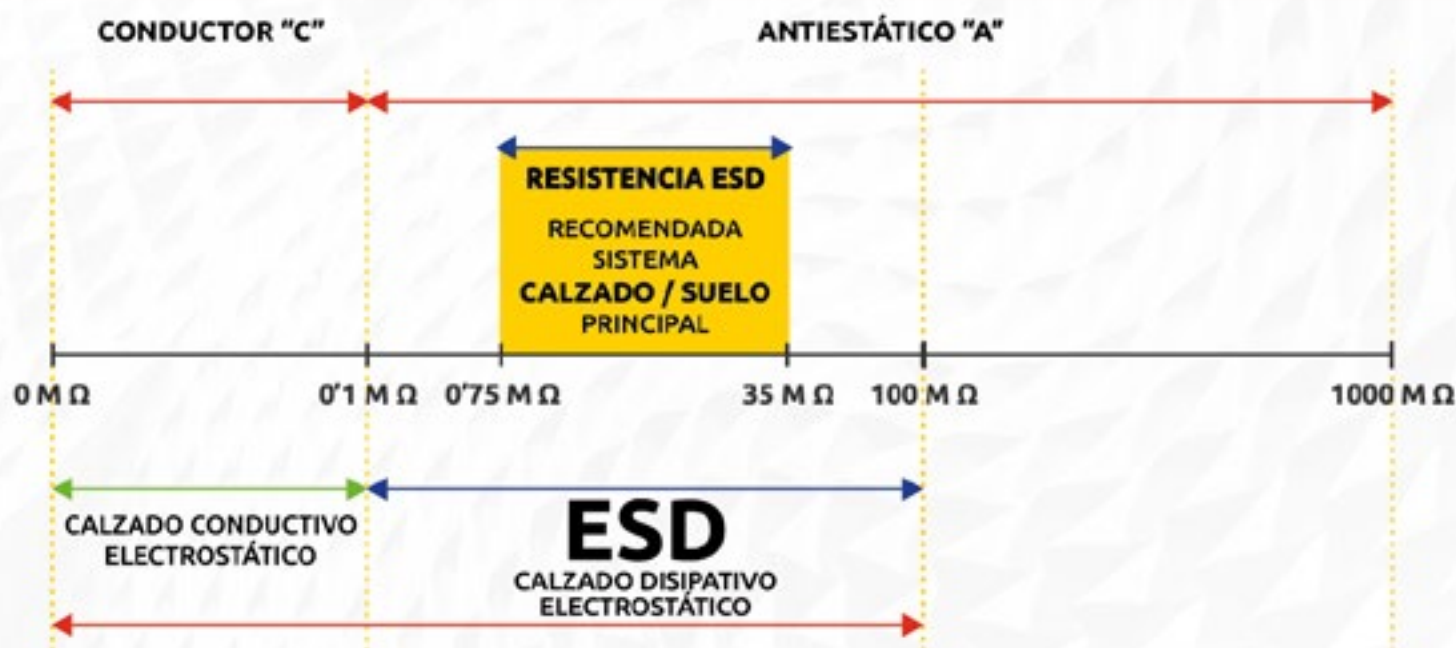 CONDUCTOR "C"
ANTIESTÁTICO "A"
RESISTENCIA ESD
RECOMENDADA
SISTEMA
CALZADO / SUELO
PRINCIPAL
0 M Ω
0'1 M Ω
0'75 M Ω
35 M Ω
100 M Ω
1000 M Ω
CALZADO CONDUCTIVO
ELECTROSTÁTICO
ESD
CALZADO DISIPATIVO
ELECTROSTÁTICO